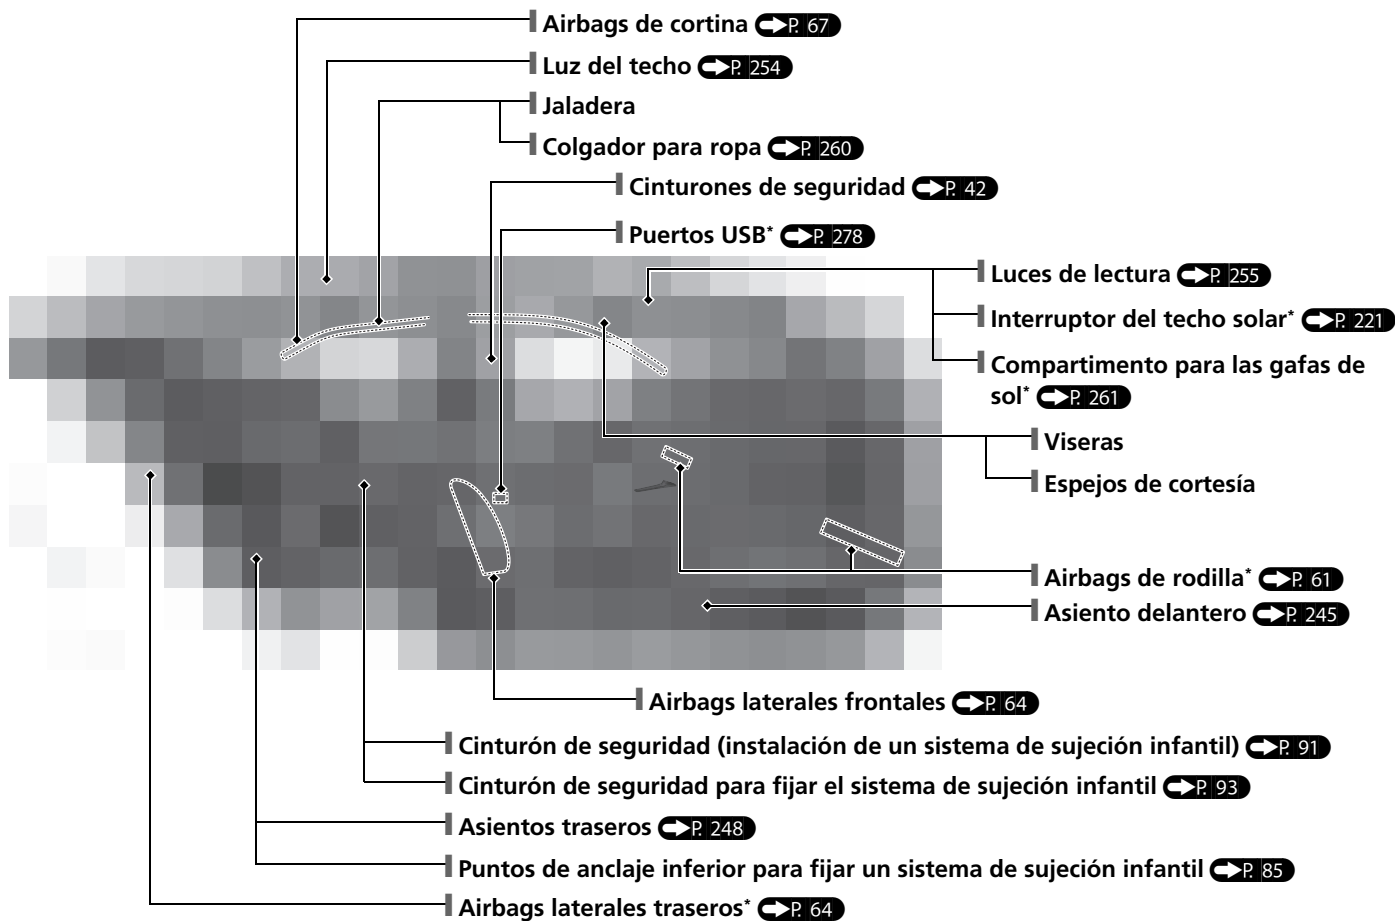 Airbags de cortina P. 67
Luz del techo P. 254
Jaladera
Colgador para ropa P. 260
Cinturones de seguridad P. 42
Puertos USB* P. 278
Luces de lectura P. 255
Interruptor del techo solar* P. 221
Compartimento para las gafas de
sol* P. 261
Viseras
Espejos de cortesía
Airbags de rodilla* P. 61
Asiento delantero P. 245
Airbags laterales frontales P. 64
Cinturón de seguridad (instalación de un sistema de sujeción infantil) P. 91
Cinturón de seguridad para fijar el sistema de sujeción infantil P. 93
Asientos traseros P. 248
Puntos de anclaje inferior para fijar un sistema de sujeción infantil P. 85
Airbags laterales traseros* P. 64